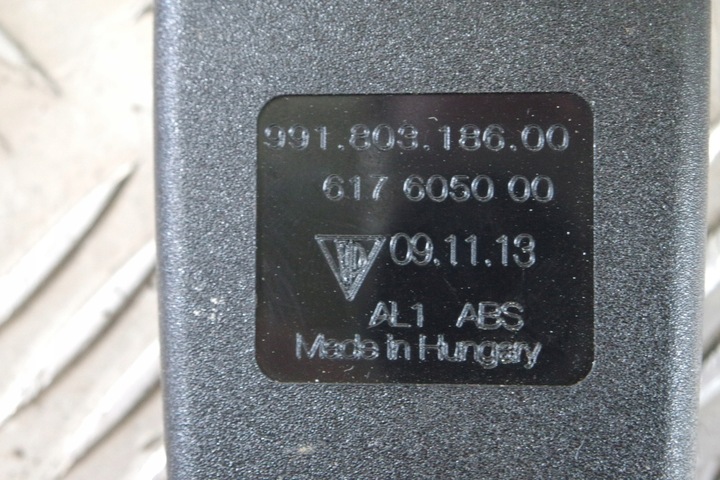 991.803.186.00
617 6050 00
09.11.13
AL1 ABS
Made in Hungary